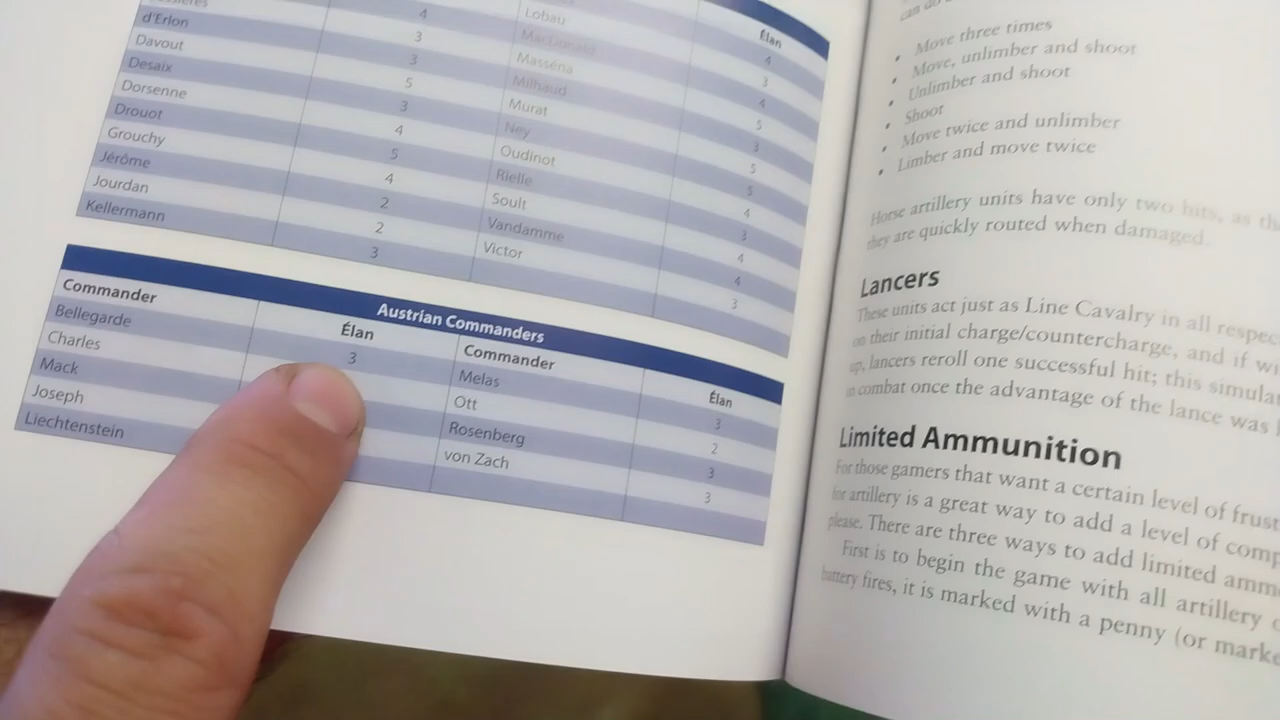 Élan
4
Lobau 3
4 MacDonald 4
3 Masséna 5
d'Erlon 3 Milhaud 3
Davout 5 Murat 5
Desaix 3 Ney 5
Dorsenne 4 Oudinot 4
Drouot 5 Rielle 3
Grouchy 4 Soult 4
Jérôme 2 Vandamme 4
Jourdan 2 Victor 3
Kellermann 3
Austrian Commanders
Commander Élan Commander Élan
Bellegarde 3 Melas 3
Charles Ott 2
Mack Rosenberg 3
Joseph von Zach 3
Liechtenstein
can do
• Move three times
• Move, unlimber and shoot
• Unlimber and shoot
• Shoot
• Move twice and unlimber
• Limber and move twice
Horse artillery units have only two hits, as
they are quickly routed when damaged.
Lancers
These units act just as Line Cavalry in all
on their initial charge/countercharge, and if
up, lancers reroll one successful hit; this
in combat once the advantage of the lance was
Limited Ammunition
For those gamers that want a certain level of
for artillery is a great way to add a level of
please. There are three ways to add limited
First is to begin the game with all artillery
battery fires, it is marked with a penny (or